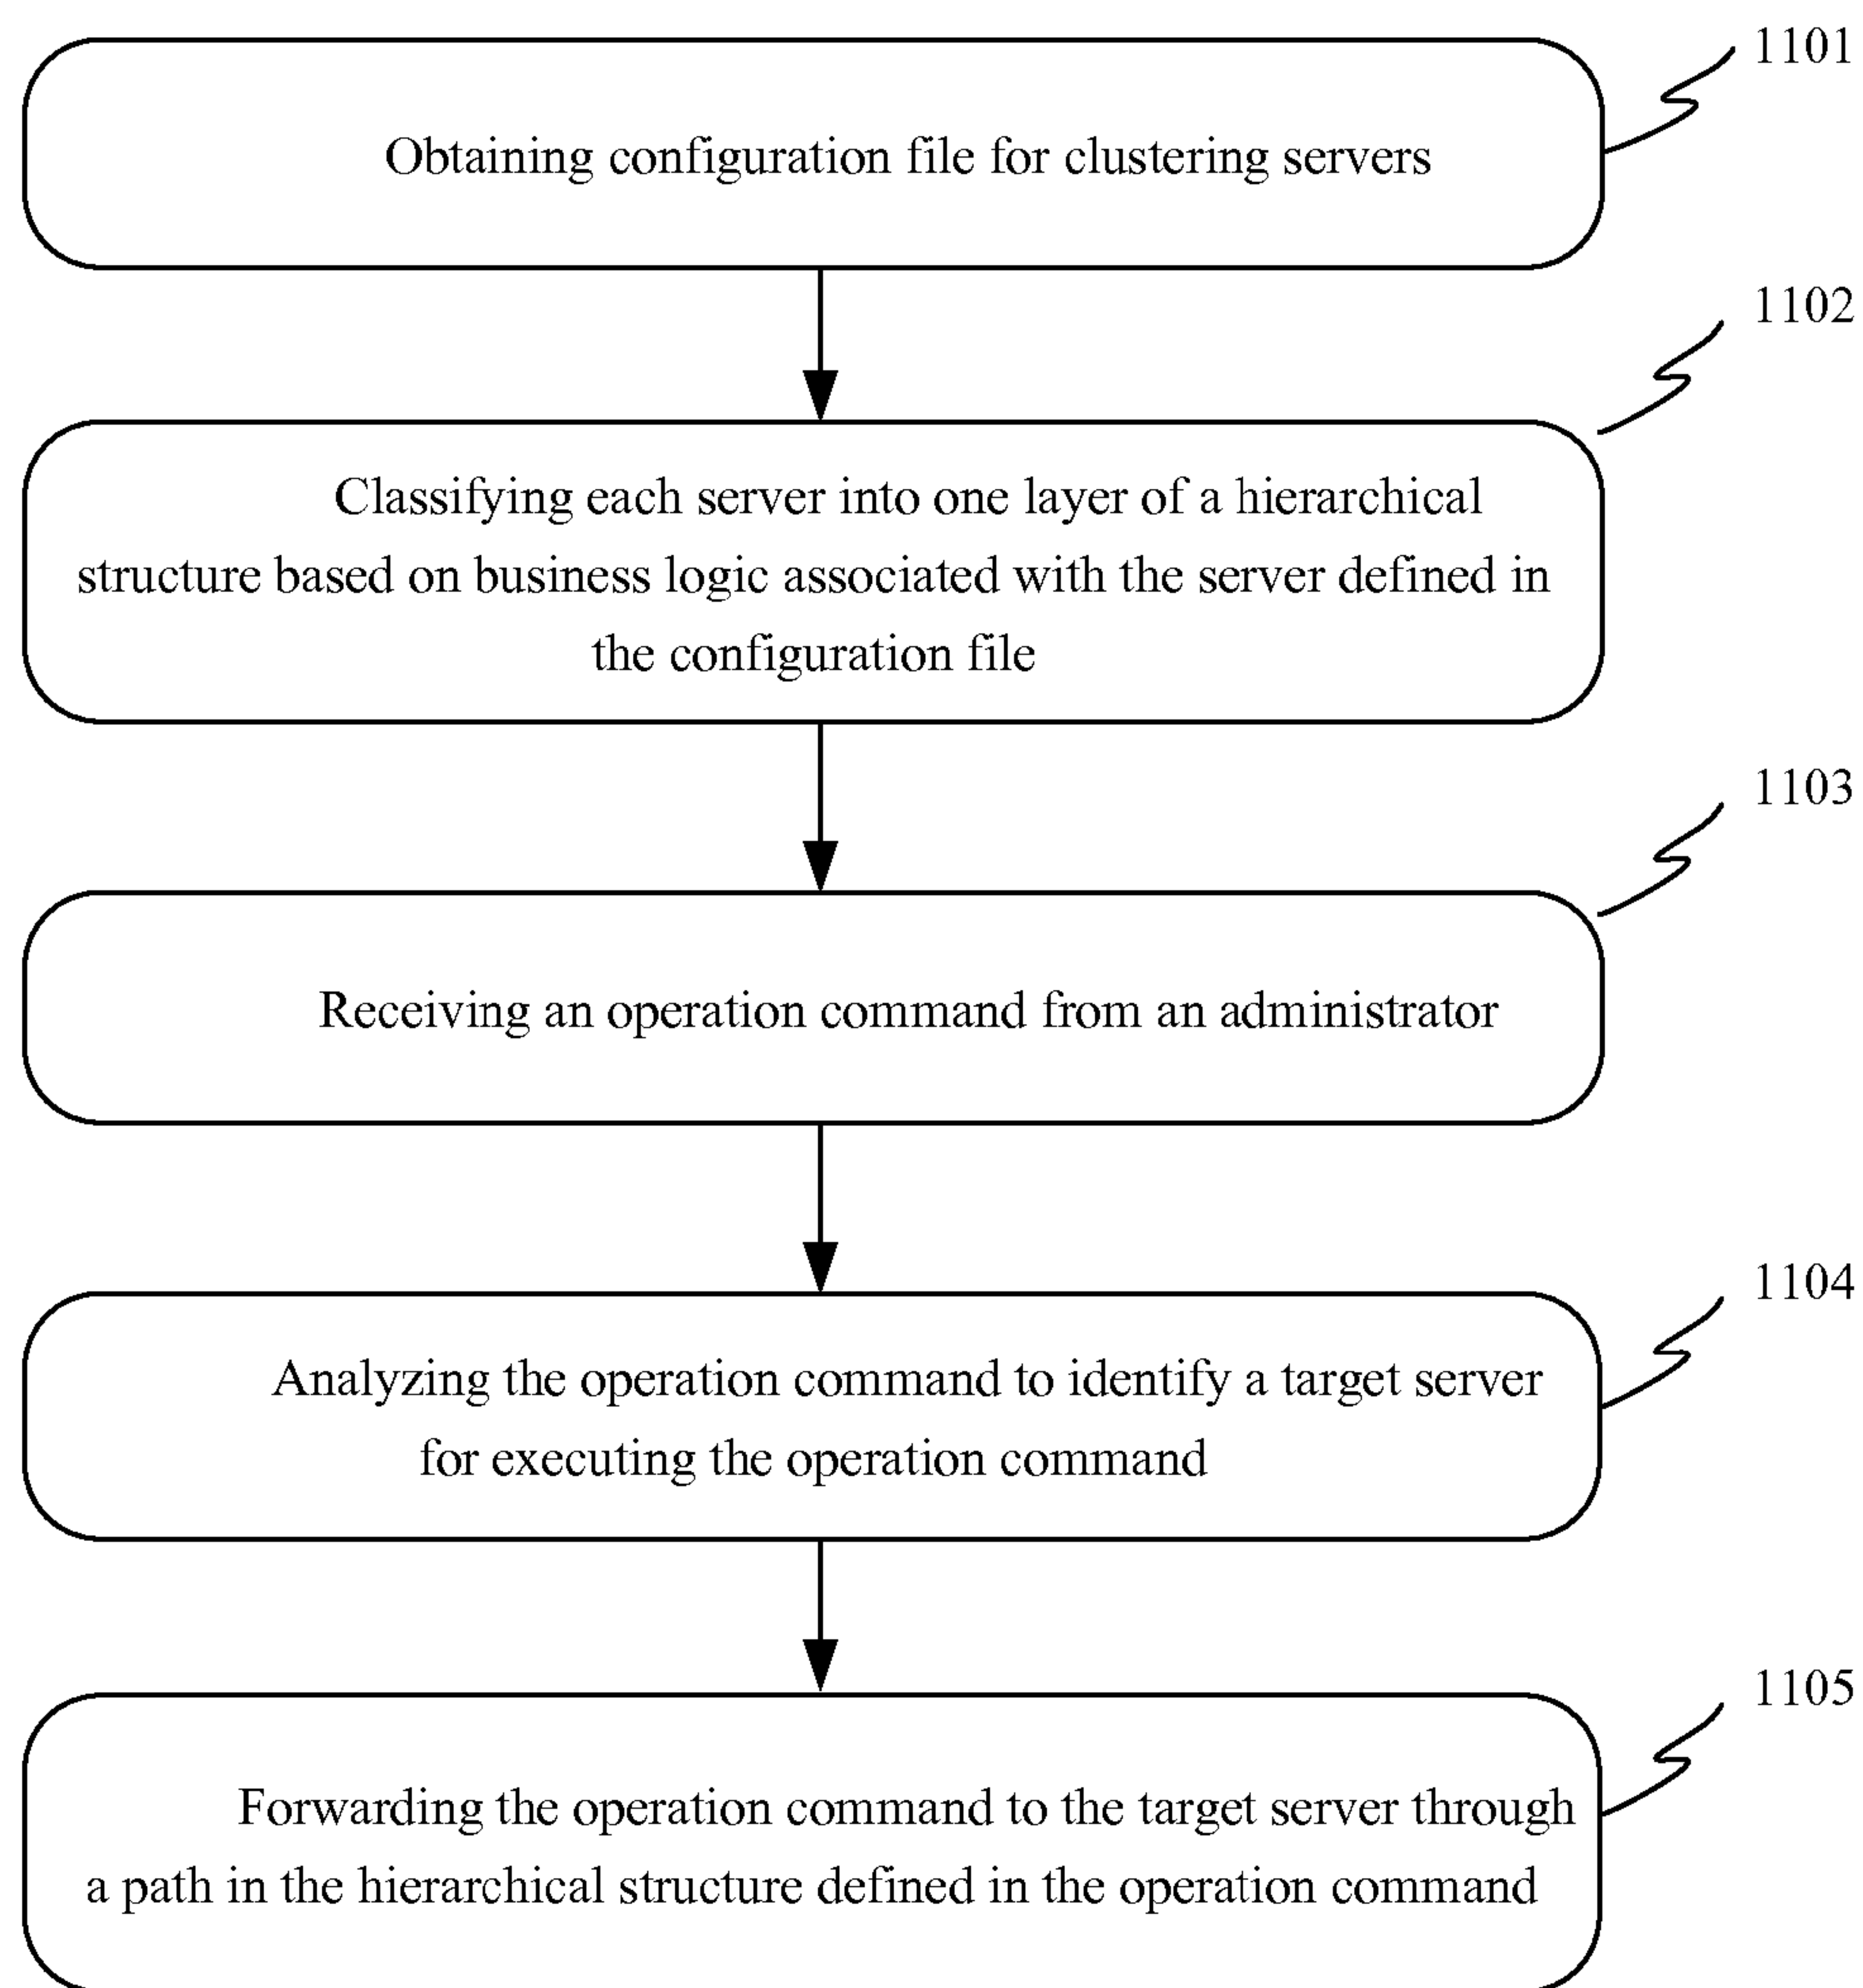 1101
Obtaining configuration file for clustering servers
1102
Classifying each server into one layer of a hierarchical
structure based on business logic associated with the server defined in
the configuration file
1103
Receiving an operation command from an administrator
1104
Analyzing the operation command to identify a target server
for executing the operation command
1105
Forwarding the operation command to the target server through
a path in the hierarchical structure defined in the operation command